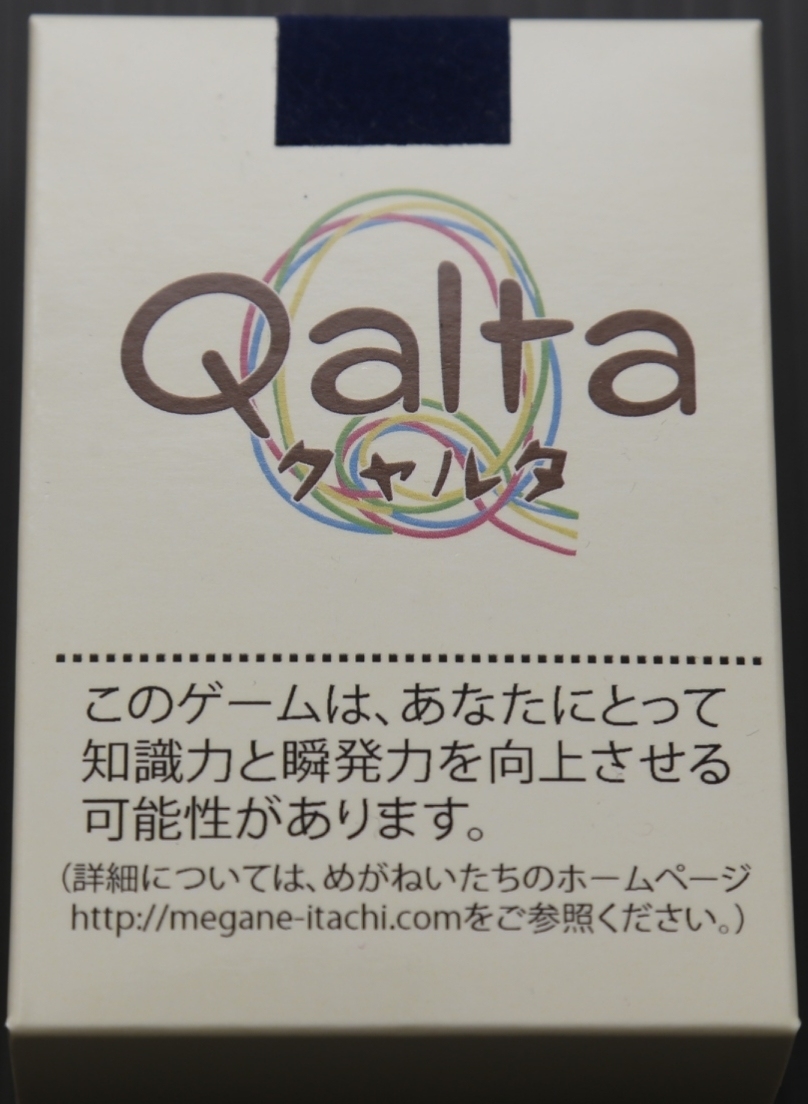 Qalta
クャルタ
このゲームは、あなたにとって
知識力と瞬発力を向上させる
可能性があります。
（詳細については、めがねいたちのホームページ
http://megane-itachi.comをご参照ください。）